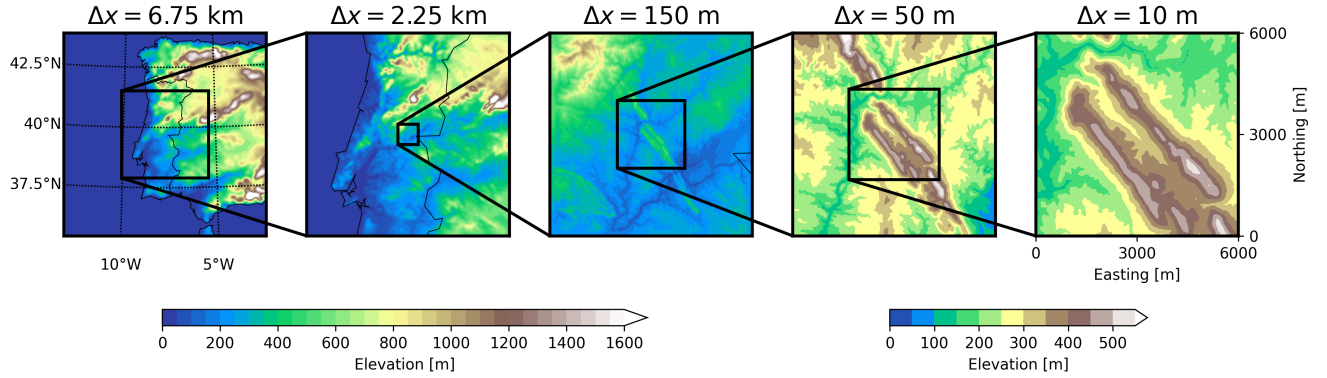 Δx = 6.75 km
Δx = 2.25 km
Δx = 150 m
Δx = 50 m
Δx = 10 m
42.5°N
40°N
37.5°N
10°W 5°W
6000
3000
0
Northing [m]
0 3000 6000
Easting [m]
0 200 400 600 800 1000 1200 1400 1600
Elevation [m]
0 100 200 300 400 500
Elevation [m]